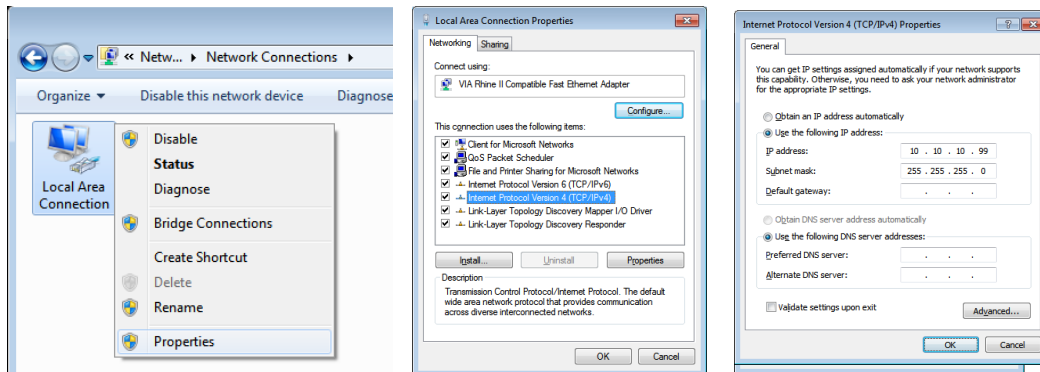 « Netw... ▸ Network Connections ▸
Organize ▾ Disable this network device Diagnose
Local Area
Connection
Disable
Status
Diagnose
Bridge Connections
Create Shortcut
Delete
Rename
Properties
Local Area Connection Properties
Networking Sharing
Connect using:
VIA Rhine II Compatible Fast Ethernet Adapter
Configure...
This connection uses the following items:
Client for Microsoft Networks
QoS Packet Scheduler
File and Printer Sharing for Microsoft Networks
Internet Protocol Version 6 (TCP/IPv6)
Internet Protocol Version 4 (TCP/IPv4)
Link-Layer Topology Discovery Mapper I/O Driver
Link-Layer Topology Discovery Responder
Install... Uninstall Properties
Description
Transmission Control Protocol/Internet Protocol. The default
wide area network protocol that provides communication
across diverse interconnected networks.
OK Cancel
Internet Protocol Version 4 (TCP/IPv4) Properties
General
You can get IP settings assigned automatically if your network supports
this capability. Otherwise, you need to ask your network administrator
for the appropriate IP settings.
Obtain an IP address automatically
Use the following IP address:
IP address: 10 . 10 . 10 . 99
Subnet mask: 255 . 255 . 255 . 0
Default gateway: . . .
Obtain DNS server address automatically
Use the following DNS server addresses:
Preferred DNS server: . . .
Alternate DNS server: . . .
Validate settings upon exit
Advanced...
OK Cancel